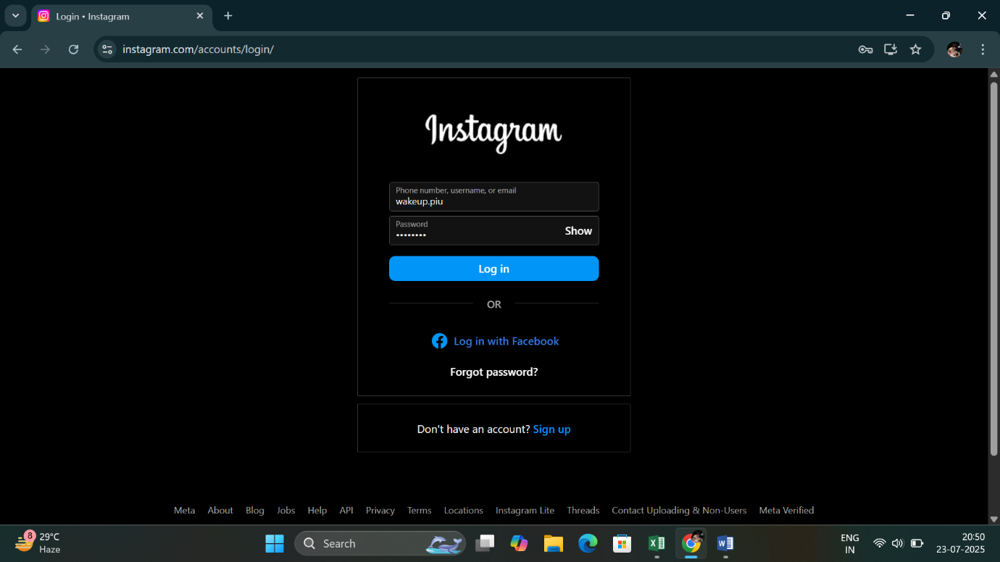 Login • Instagram
instagram.com/accounts/login/
Instagram
Phone number, username, or email
wakeup.piu
Password
••••••••
Show
Log in
OR
Log in with Facebook
Forgot password?
Don't have an account? Sign up
Meta About Blog Jobs Help API Privacy Terms Locations Instagram Lite Threads Contact Uploading & Non-Users Meta Verified
8
29°C
Haze
Search
ENG
IN
20:50
23-07-2025